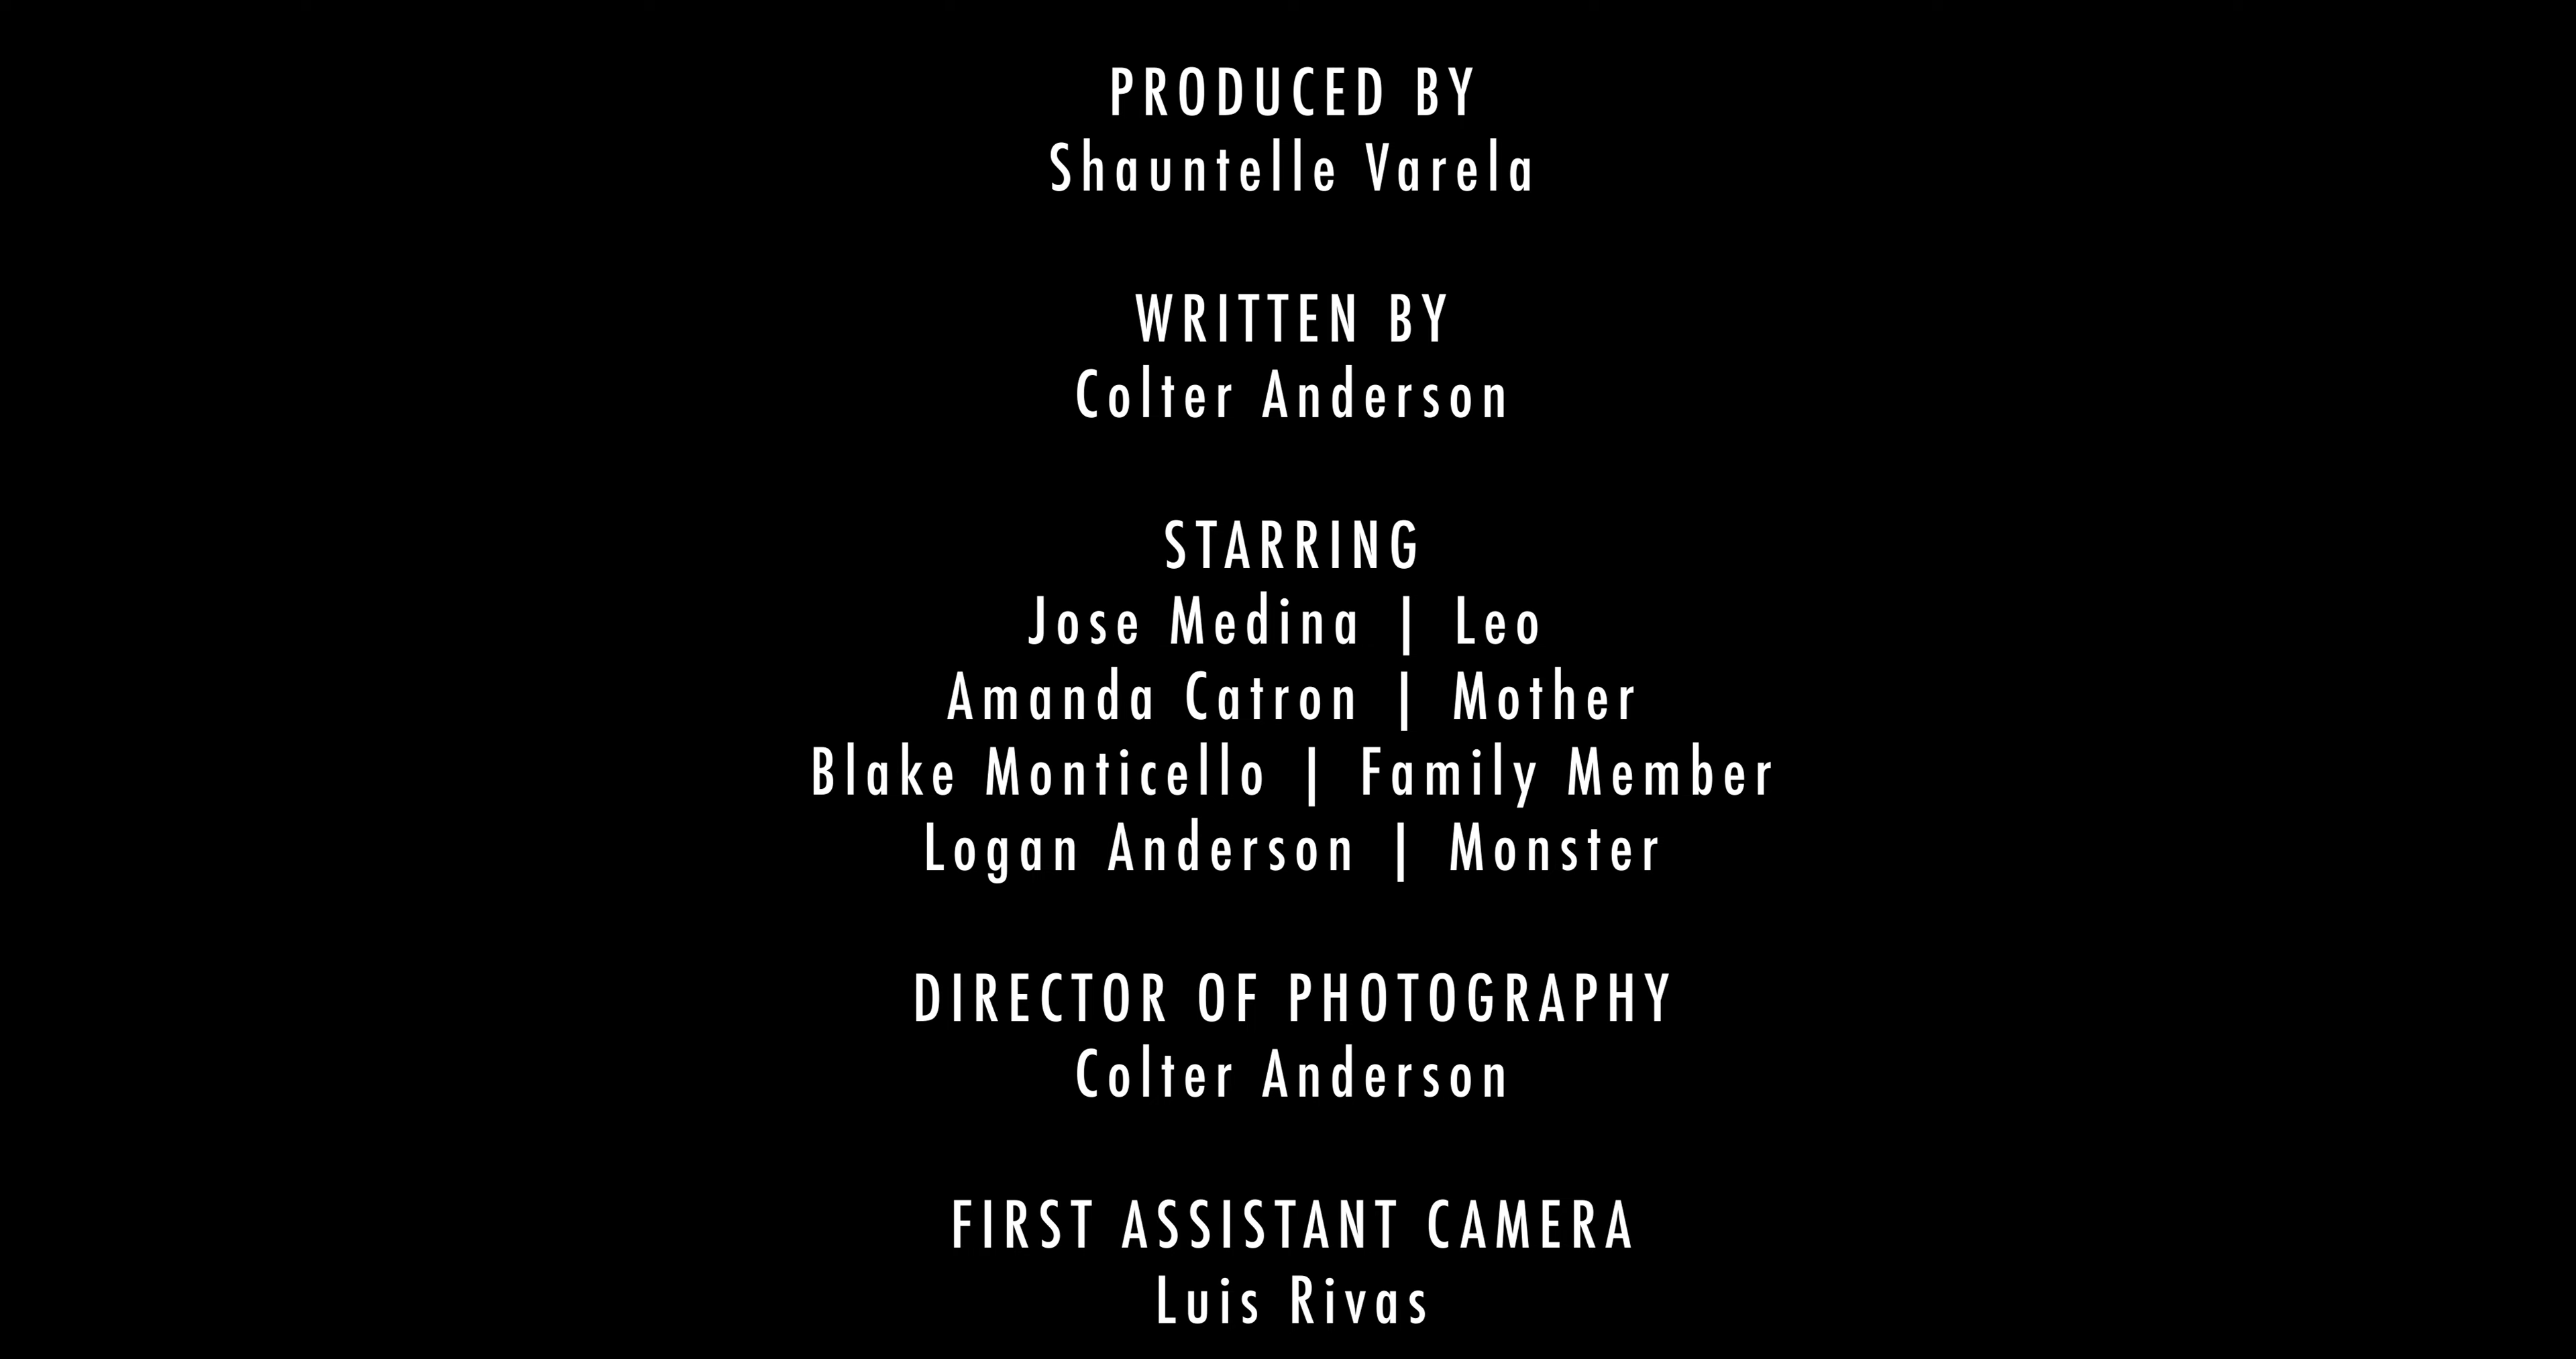 PRODUCED BY
Shauntelle Varela
WRITTEN BY
Colter Anderson
STARRING
Jose Medina | Leo
Amanda Catron | Mother
Blake Monticello | Family Member
Logan Anderson | Monster
DIRECTOR OF PHOTOGRAPHY
Colter Anderson
FIRST ASSISTANT CAMERA
Luis Rivas